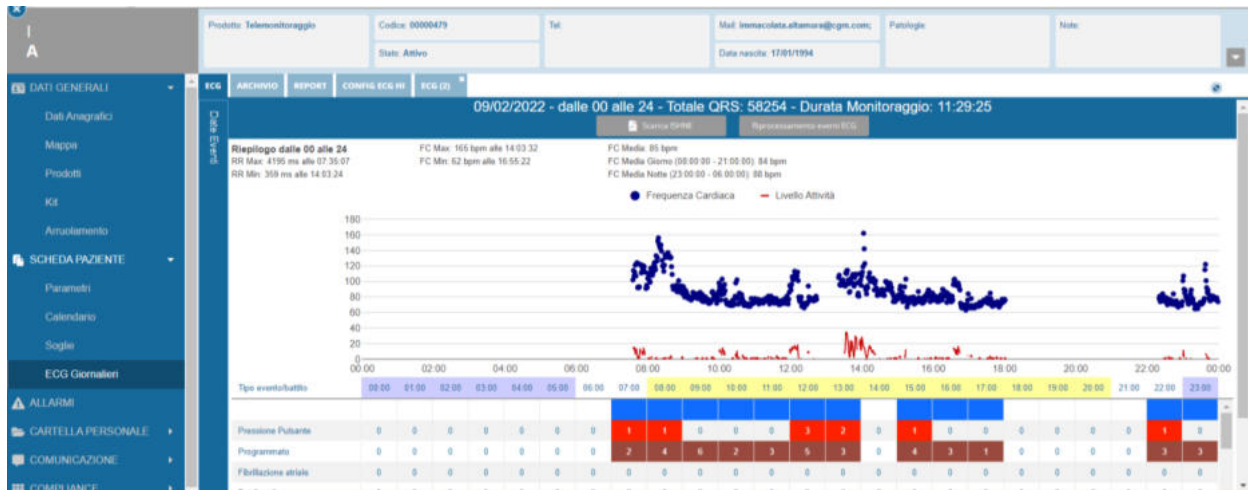 I
A
Prodotto: Telemonitoraggio
Codice: 00000479
Tel:
Mail: immacolata.altamura@cgm.com;
Patologie
Note:
Stato: Attivo
Data nascita: 17/01/1994
DATI GENERALI
Dati Anagrafici
Mappa
Prodotti
Kit
Arruolamento
SCHEDA PAZIENTE
Parametri
Calendario
Soglie
ECG Giornalieri
ALLARMI
CARTELLA PERSONALE
COMUNICAZIONE
COMPLIANCE
ECG ARCHIVIO REPORT CONFIG ECG HI ECG (2)
Date Eventi
09/02/2022 - dalle 00 alle 24 - Totale QRS: 58254 - Durata Monitoraggio: 11:29:25
Scarica ISHNE Riprocessamento eventi ECG
Riepilogo dalle 00 alle 24 FC Max: 165 bpm alle 14:03:32 FC Media: 85 bpm
RR Max: 4195 ms alle 07:35:07 FC Min: 62 bpm alle 16:55:22 FC Media Giorno (08:00:00 - 21:00:00): 84 bpm
RR Min: 359 ms alle 14:03:24 FC Media Notte (23:00:00 - 06:00:00): 88 bpm
Frequenza Cardiaca Livello Attività
180
160
140
120
100
80
60
40
20
0
00:00 02:00 04:00 06:00 08:00 10:00 12:00 14:00 16:00 18:00 20:00 22:00 00:00
Tipo evento/battito 00:00 01:00 02:00 03:00 04:00 05:00 06:00 07:00 08:00 09:00 10:00 11:00 12:00 13:00 14:00 15:00 16:00 17:00 18:00 19:00 20:00 21:00 22:00 23:00
Pressione Pulsante 0 0 0 0 0 0 0 1 1 0 0 0 3 2 0 1 0 0 0 0 0 0 1 0
Programmato 0 0 0 0 0 0 0 2 4 6 2 3 5 3 0 4 3 1 0 0 0 0 3 3
Fibrillazione atriale 0 0 0 0 0 0 0 0 0 0 0 0 0 0 0 0 0 0 0 0 0 0 0 0